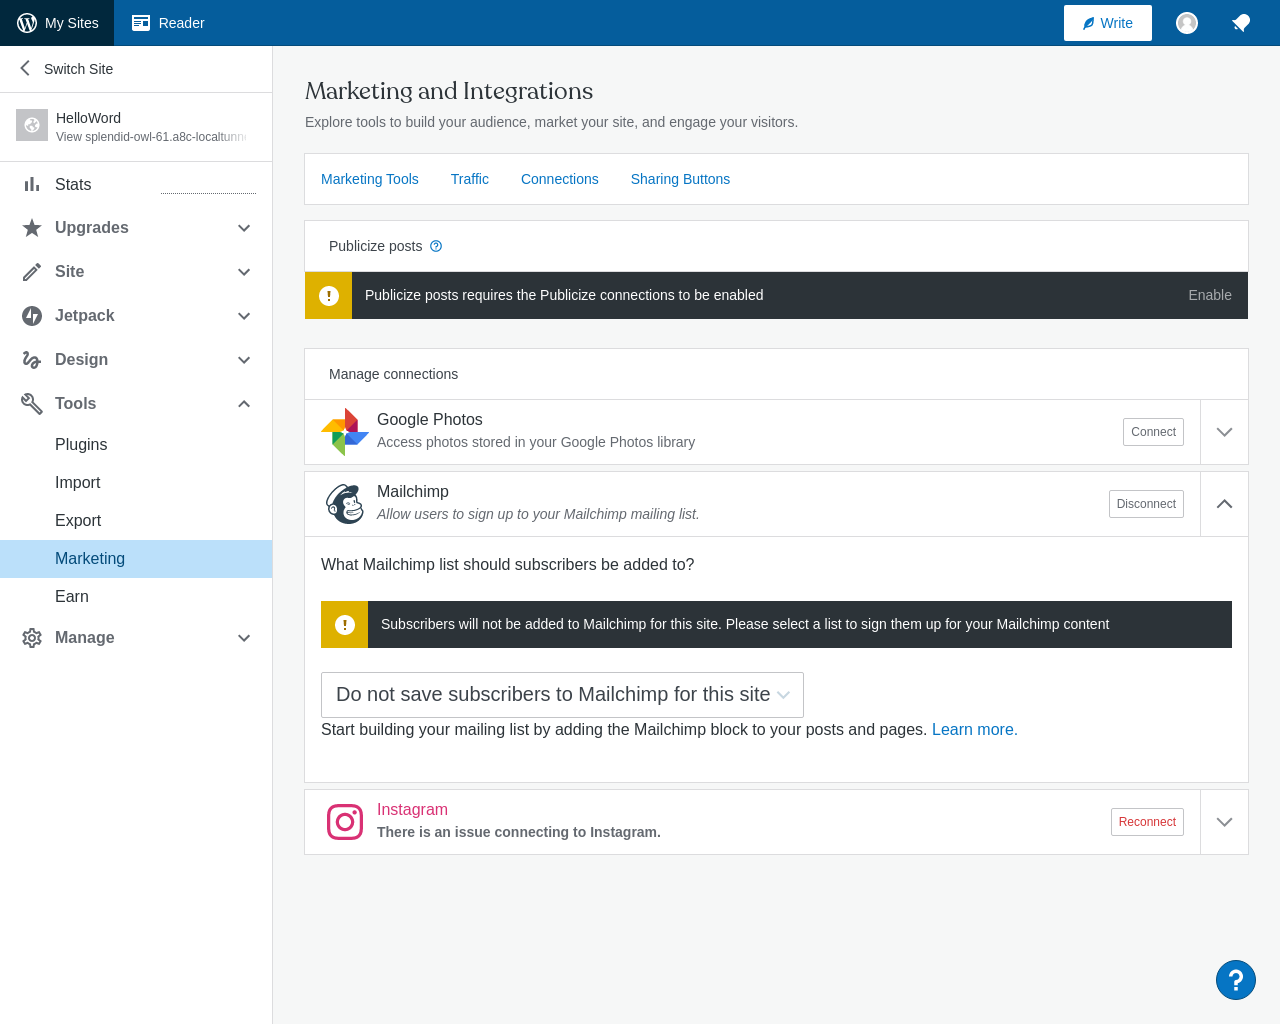 My Sites
Reader
Write
Switch Site
HelloWord
View splendid-owl-61.a8c-localtunn
Stats
Upgrades
Site
Jetpack
Design
Tools
Plugins
Import
Export
Marketing
Earn
Manage
Marketing and Integrations
Explore tools to build your audience, market your site, and engage your visitors.
Marketing Tools
Traffic
Connections
Sharing Buttons
Publicize posts
Publicize posts requires the Publicize connections to be enabled
Enable
Manage connections
Google Photos
Access photos stored in your Google Photos library
Connect
Mailchimp
Allow users to sign up to your Mailchimp mailing list.
Disconnect
What Mailchimp list should subscribers be added to?
Subscribers will not be added to Mailchimp for this site. Please select a list to sign them up for your Mailchimp content
Do not save subscribers to Mailchimp for this site
Start building your mailing list by adding the Mailchimp block to your posts and pages. Learn more.
Instagram
There is an issue connecting to Instagram.
Reconnect